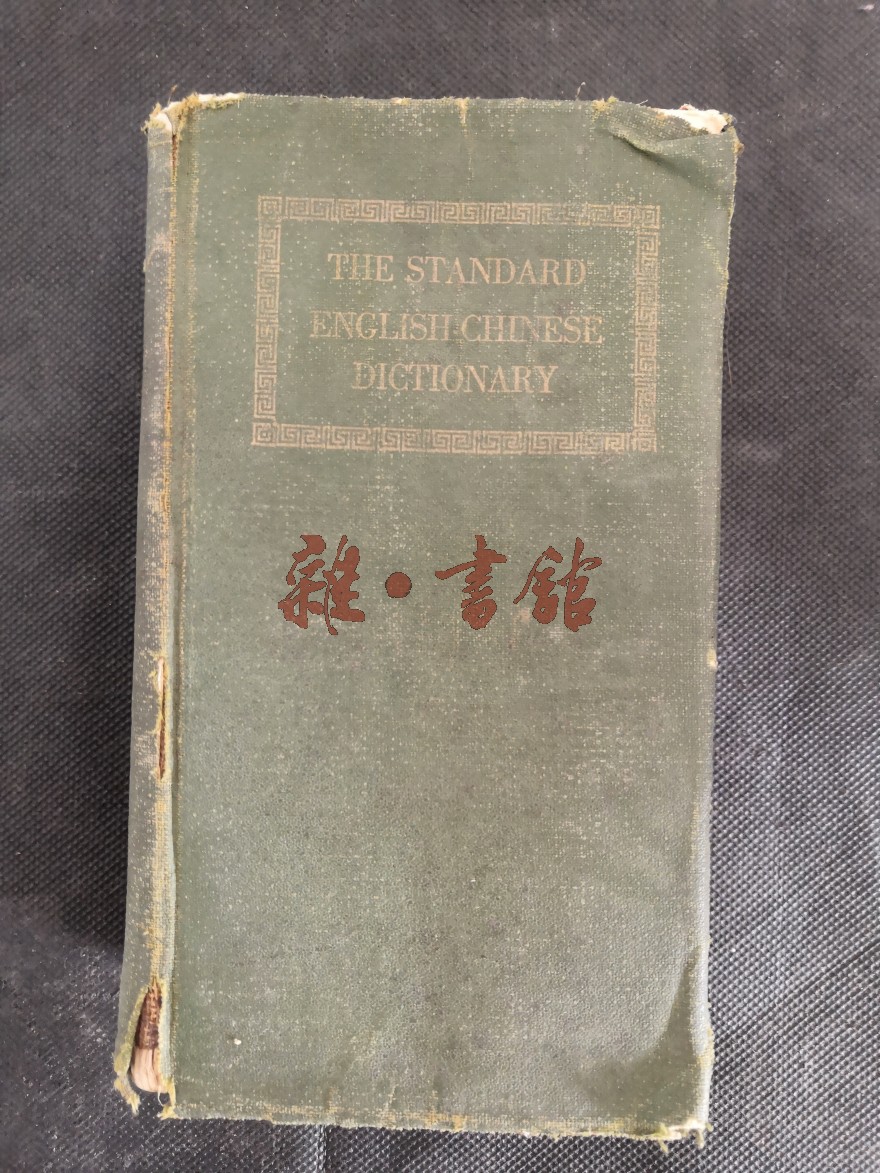 THE STANDARD
ENGLISH-CHINESE
DICTIONARY
雜·書館